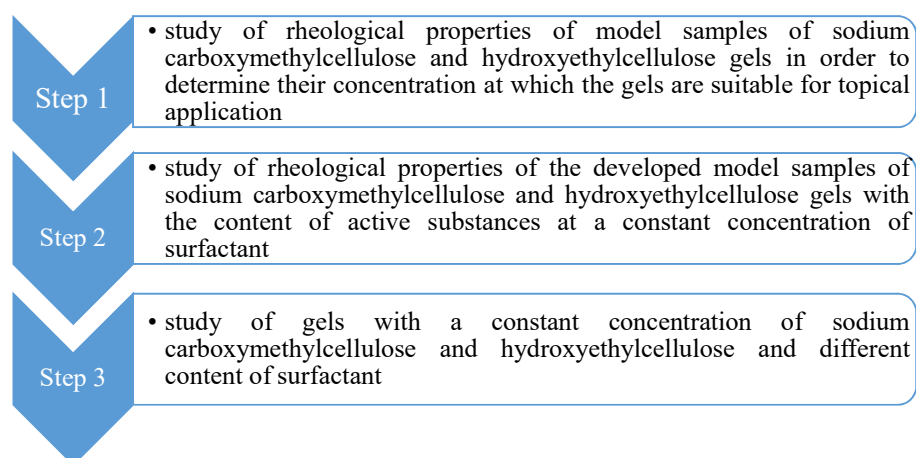 Step 1
• study of rheological properties of model samples of sodium
carboxymethylcellulose and hydroxyethylcellulose gels in order to
determine their concentration at which the gels are suitable for topical
application
Step 2
• study of rheological properties of the developed model samples of
sodium carboxymethylcellulose and hydroxyethylcellulose gels with
the content of active substances at a constant concentration of
surfactant
Step 3
• study of gels with a constant concentration of sodium
carboxymethylcellulose and hydroxyethylcellulose and different
content of surfactant